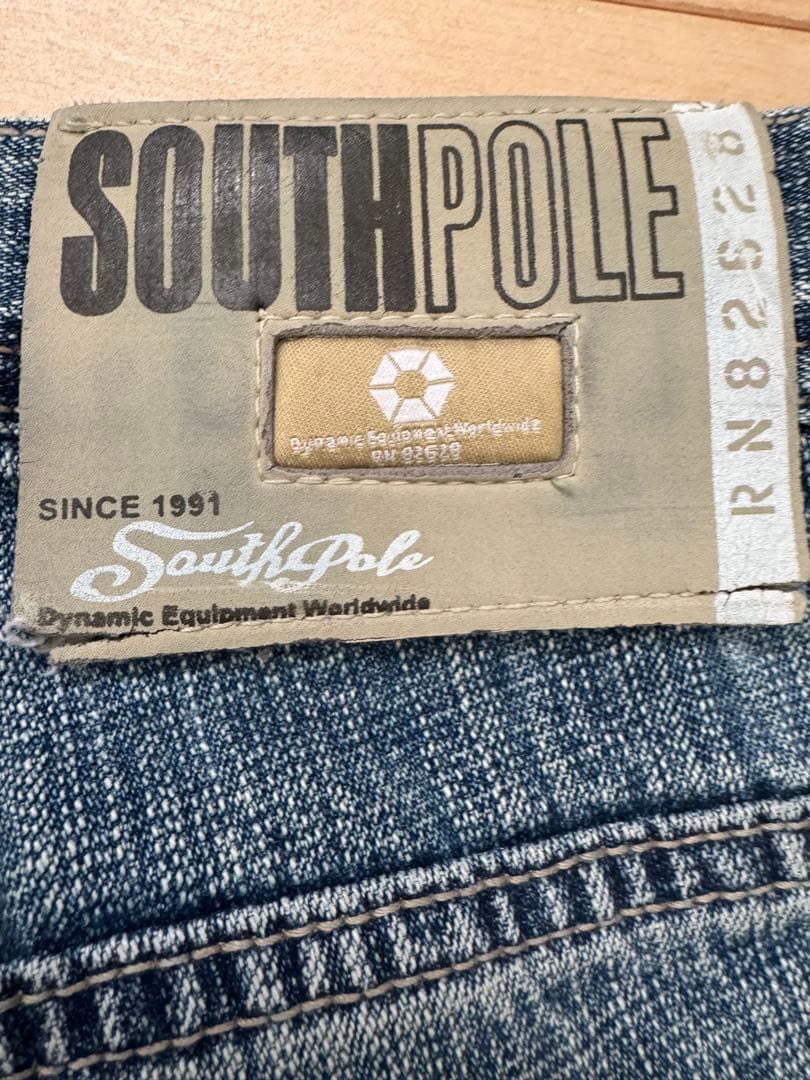 SOUTHPOLE
RN82628
Dynamic Equipment Worldwide
RN 82628
SINCE 1991
SouthPole
Dynamic Equipment Worldwide